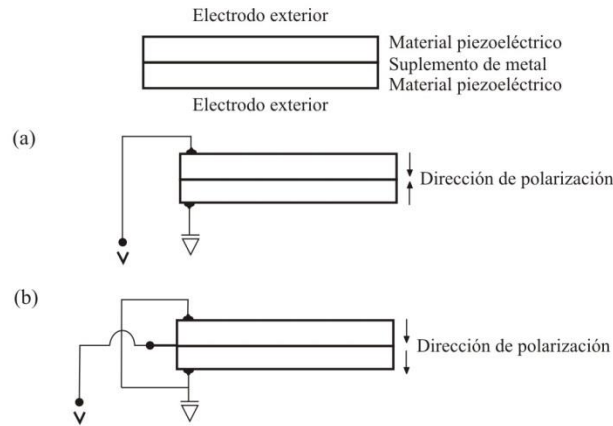 Electrodo exterior
Material piezoeléctrico
Suplemento de metal
Material piezoeléctrico
Electrodo exterior
(a)
Dirección de polarización
V
(b)
Dirección de polarización
V